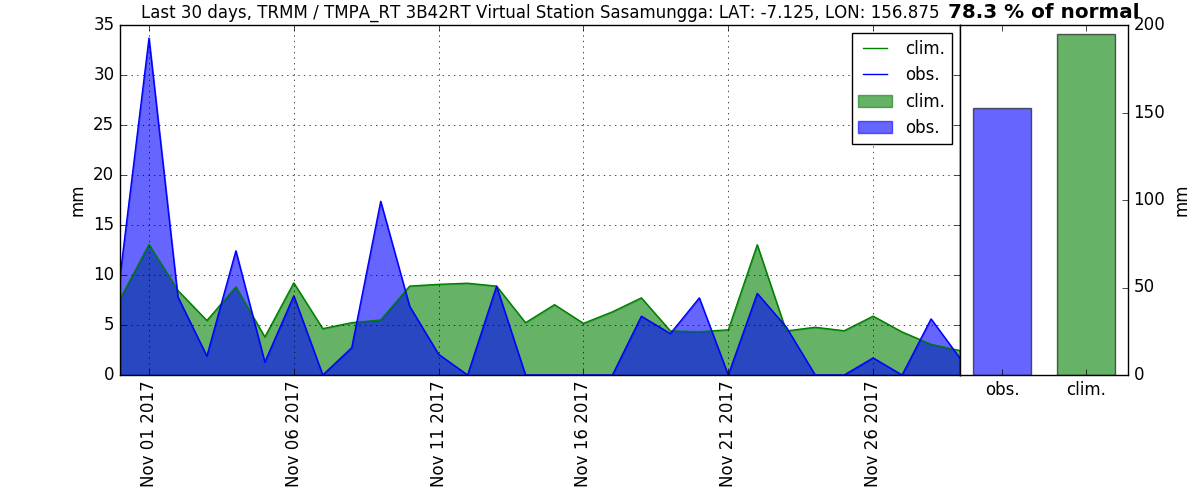 Last 30 days, TRMM / TMPA_RT 3B42RT Virtual Station Sasamungga: LAT: -7.125, LON: 156.875
78.3 % of normal
35
30
25
20
15
10
5
0
mm
clim.
obs.
clim.
obs.
Nov 01 2017
Nov 06 2017
Nov 11 2017
Nov 16 2017
Nov 21 2017
Nov 26 2017
200
150
100
50
0
mm
obs.
clim.